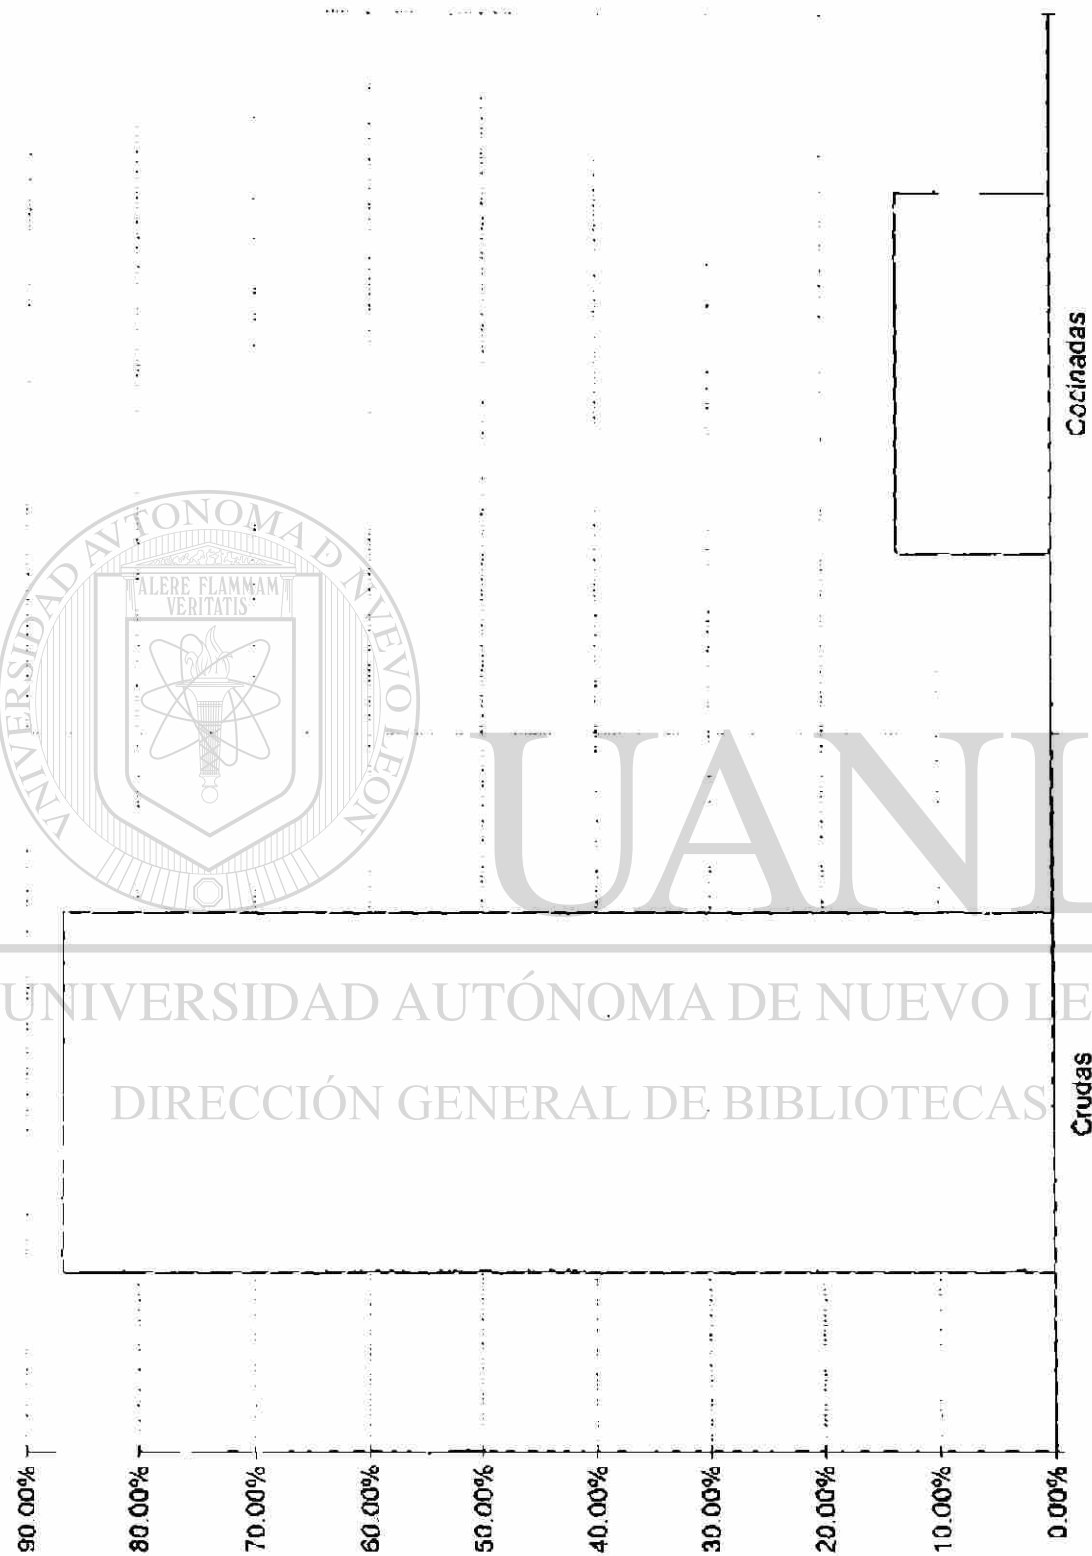 90.00%
80.00%
70.00%
60.00%
50.00%
40.00%
30.00%
20.00%
10.00%
0.00%
Crudas
Cocinadas
UNIVERSIDAD AUTONOMA DE NUEVO LEON
ALERE FLAMMAM
VERITATIS
UANL
UNIVERSIDAD AUTÓNOMA DE NUEVO LE
DIRECCIÓN GENERAL DE BIBLIOTECAS